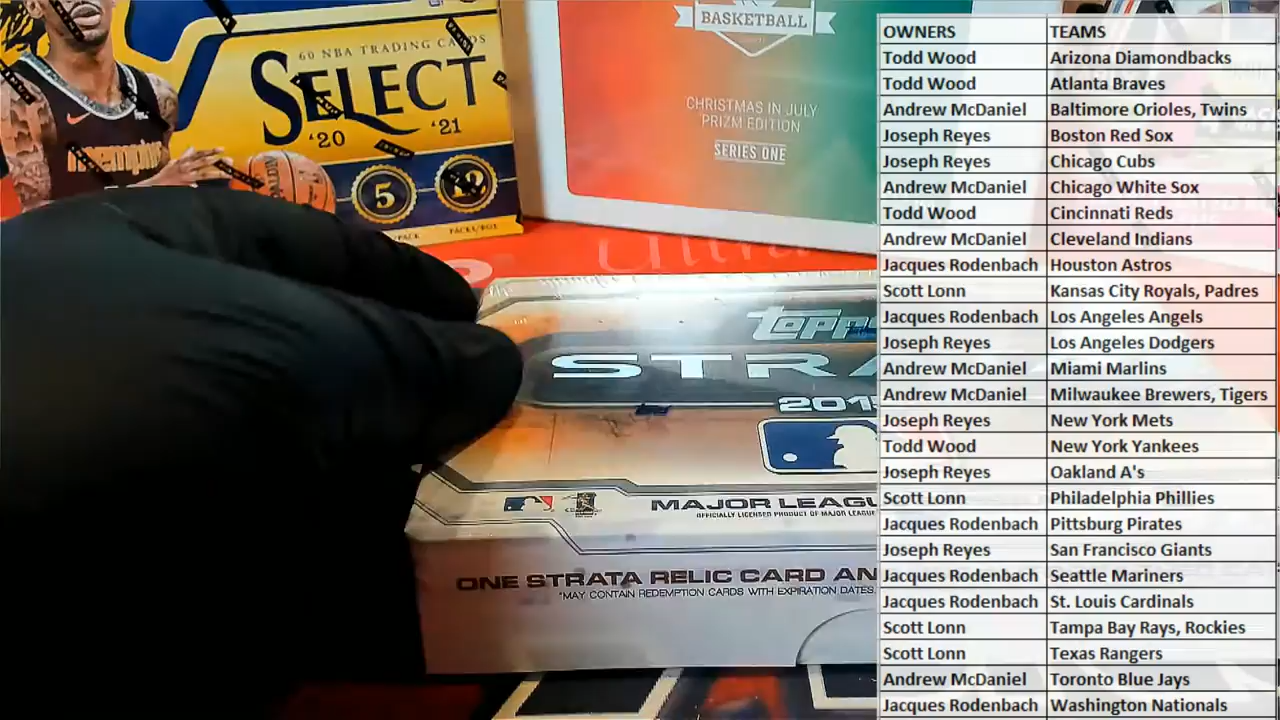 60 NBA TRADING CARDS
SELECT
'20 '21
5
PACKS/BOX
BASKETBALL
CHRISTMAS IN JULY
PRIZM EDITION
SERIES ONE
Ultra
topps
STRA
201
MAJOR LEAGU
OFFICIALLY LICENSED PRODUCT OF MAJOR LEAGUE
ONE STRATA RELIC CARD AN
*MAY CONTAIN REDEMPTION CARDS WITH EXPIRATION DATES.
OWNERS TEAMS
Todd Wood Arizona Diamondbacks
Todd Wood Atlanta Braves
Andrew McDaniel Baltimore Orioles, Twins
Joseph Reyes Boston Red Sox
Joseph Reyes Chicago Cubs
Andrew McDaniel Chicago White Sox
Todd Wood Cincinnati Reds
Andrew McDaniel Cleveland Indians
Jacques Rodenbach Houston Astros
Scott Lonn Kansas City Royals, Padres
Jacques Rodenbach Los Angeles Angels
Joseph Reyes Los Angeles Dodgers
Andrew McDaniel Miami Marlins
Andrew McDaniel Milwaukee Brewers, Tigers
Joseph Reyes New York Mets
Todd Wood New York Yankees
Joseph Reyes Oakland A's
Scott Lonn Philadelphia Phillies
Jacques Rodenbach Pittsburg Pirates
Joseph Reyes San Francisco Giants
Jacques Rodenbach Seattle Mariners
Jacques Rodenbach St. Louis Cardinals
Scott Lonn Tampa Bay Rays, Rockies
Scott Lonn Texas Rangers
Andrew McDaniel Toronto Blue Jays
Jacques Rodenbach Washington Nationals